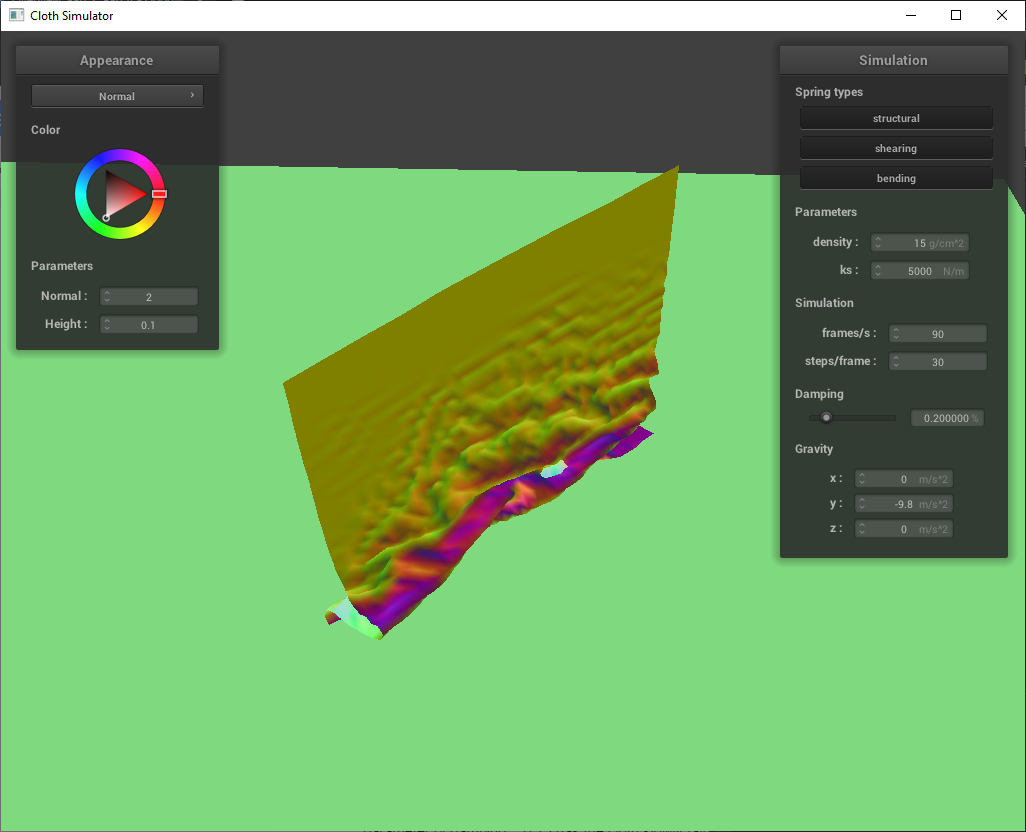 Cloth Simulator
Appearance
Normal
Color
Parameters
Normal : 2
Height : 0.1
Simulation
Spring types
structural
shearing
bending
Parameters
density : 15 g/cm^2
ks : 5000 N/m
Simulation
frames/s : 90
steps/frame : 30
Damping
0.200000 %
Gravity
x : 0 m/s^2
y : -9.8 m/s^2
z : 0 m/s^2